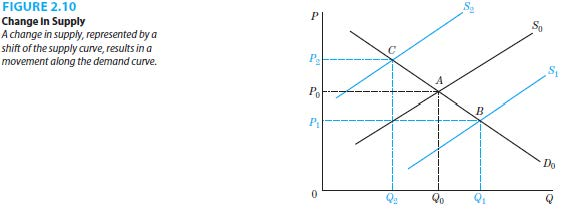 FIGURE 2.10
Change in Supply
A change in supply, represented by a
shift of the supply curve, results in a
movement along the demand curve.
P
S2
S0
C
P2
S1
A
P0
B
P1
D0
0
Q2
Q0
Q1
Q